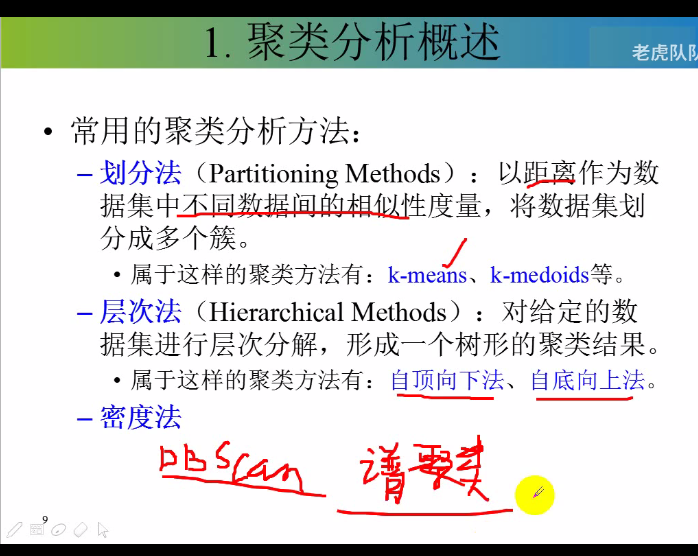 1. 聚类分析概述
老虎队队
• 常用的聚类分析方法：
– 划分法（Partitioning Methods）：以距离作为数
据集中不同数据间的相似性度量，将数据集划
分成多个簇。
• 属于这样的聚类方法有：k-means、k-medoids等。
– 层次法（Hierarchical Methods）：对给定的数
据集进行层次分解，形成一个树形的聚类结果。
• 属于这样的聚类方法有：自顶向下法、自底向上法。
– 密度法
DBScan 谱聚类
9